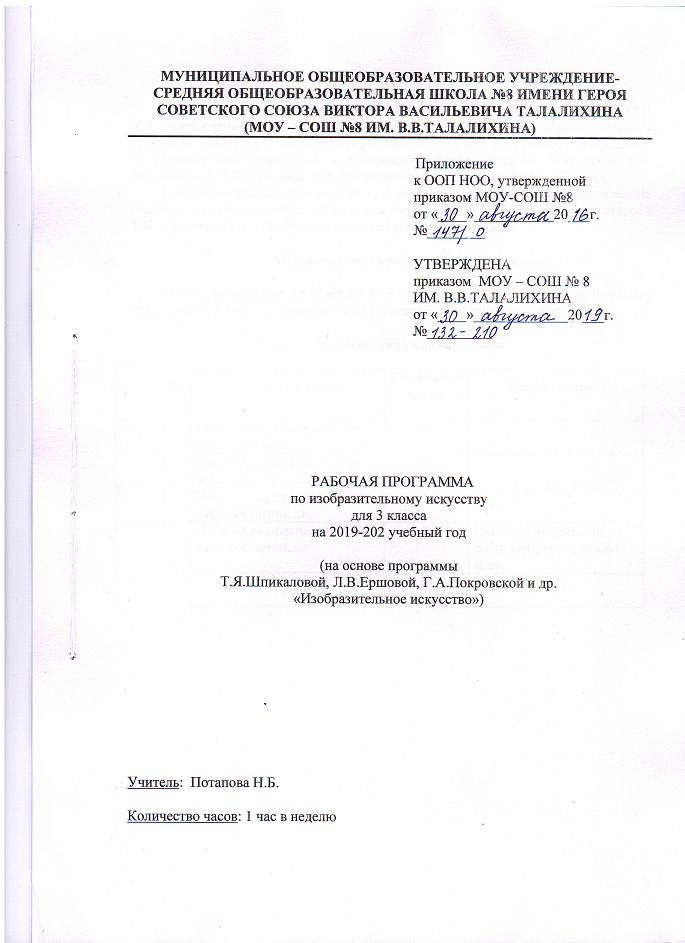 МУНИЦИПАЛЬНОЕ ОБЩЕОБРАЗОВАТЕЛЬНОЕ УЧРЕЖДЕНИЕ-
СРЕДНЯЯ ОБЩЕОБРАЗОВАТЕЛЬНАЯ ШКОЛА №8 ИМЕНИ ГЕРОЯ
СОВЕТСКОГО СОЮЗА ВИКТОРА ВАСИЛЬЕВИЧА ТАЛАЛИХИНА
(МОУ – СОШ №8 ИМ. В.В.ТАЛАЛИХИНА)
Приложение
к ООП НОО, утвержденной
приказом МОУ-СОШ №8
от «30» августа 2016 г.
№ 147/0
УТВЕРЖДЕНА
приказом МОУ – СОШ № 8
ИМ. В.В.ТАЛАЛИХИНА
от «30» августа 2019 г.
№ 132 - 210
РАБОЧАЯ ПРОГРАММА
по изобразительному искусству
для 3 класса
на 2019-202 учебный год
(на основе программы
Т.Я.Шпикаловой, Л.В.Ершовой, Г.А.Покровской и др.
«Изобразительное искусство»)
Учитель: Потапова Н.Б.
Количество часов: 1 час в неделю